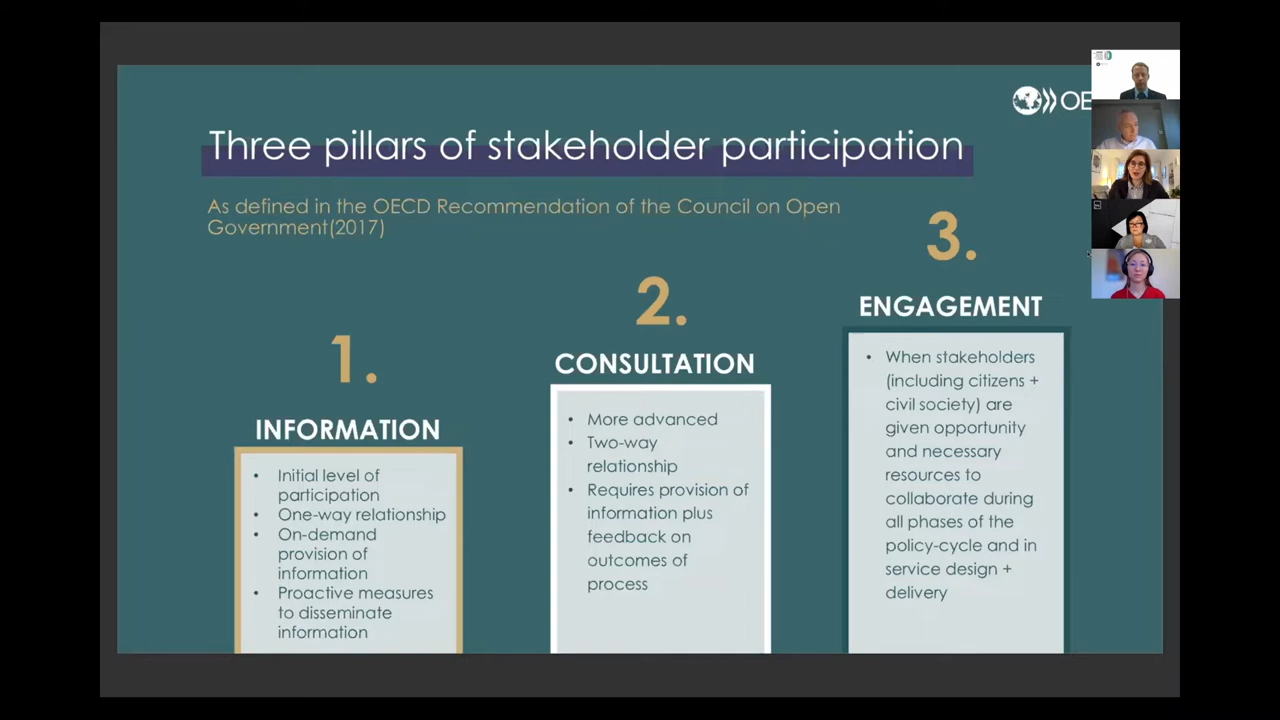 OE
Three pillars of stakeholder participation
As defined in the OECD Recommendation of the Council on Open
Government(2017)
1.
INFORMATION
• Initial level of
participation
• One-way relationship
• On-demand
provision of
information
• Proactive measures
to disseminate
information
2.
CONSULTATION
• More advanced
• Two-way
relationship
• Requires provision of
information plus
feedback on
outcomes of
process
3.
ENGAGEMENT
• When stakeholders
(including citizens +
civil society) are
given opportunity
and necessary
resources to
collaborate during
all phases of the
policy-cycle and in
service design +
delivery